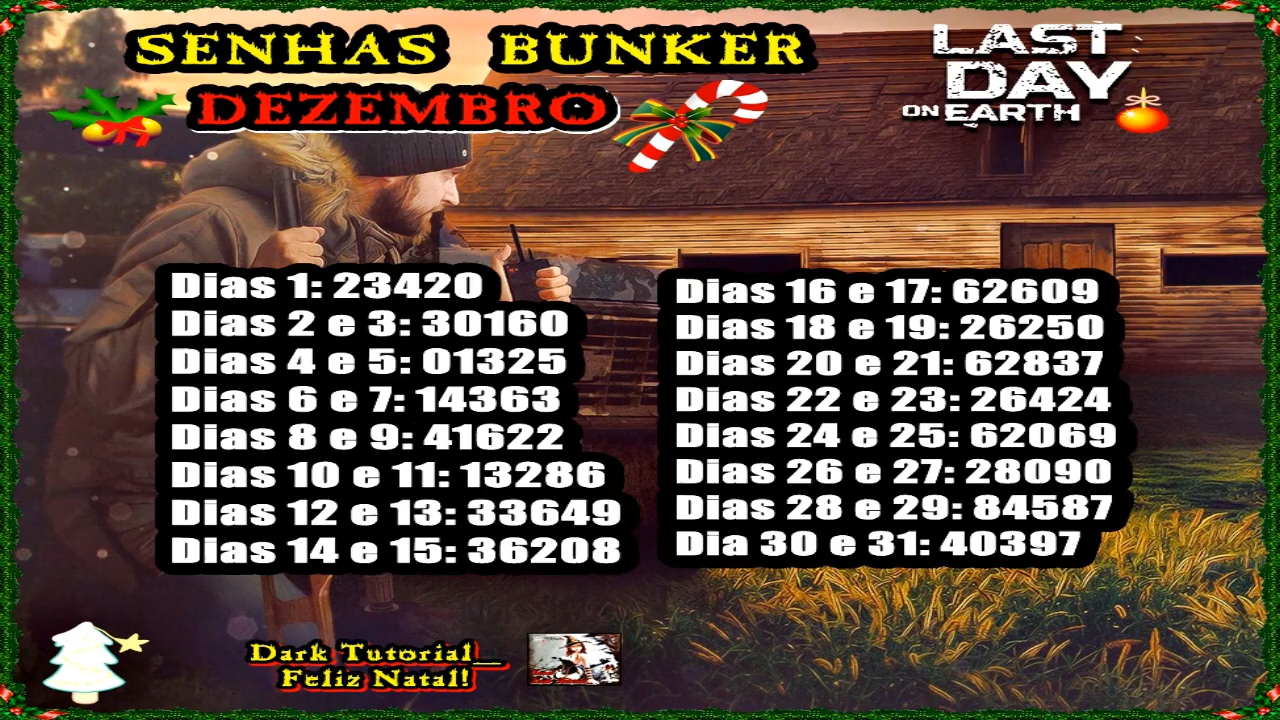 SENHAS BUNKER
DEZEMBRO
LAST
DAY
ON EARTH
Dias 1: 23420
Dias 2 e 3: 30160
Dias 4 e 5: 01325
Dias 6 e 7: 14363
Dias 8 e 9: 41622
Dias 10 e 11: 13286
Dias 12 e 13: 33649
Dias 14 e 15: 36208
Dias 16 e 17: 62609
Dias 18 e 19: 26250
Dias 20 e 21: 62837
Dias 22 e 23: 26424
Dias 24 e 25: 62069
Dias 26 e 27: 28090
Dias 28 e 29: 84587
Dia 30 e 31: 40397
Dark Tutorial__
Feliz Natal!